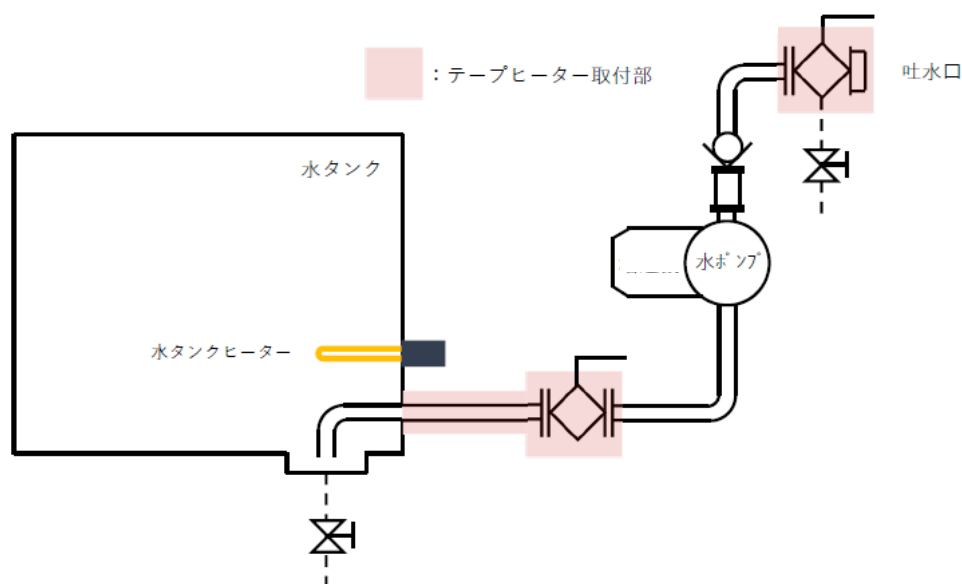 ：テープヒーター取付部
吐水口
水タンク
水ﾎﾟﾝﾌﾟ
水タンクヒーター